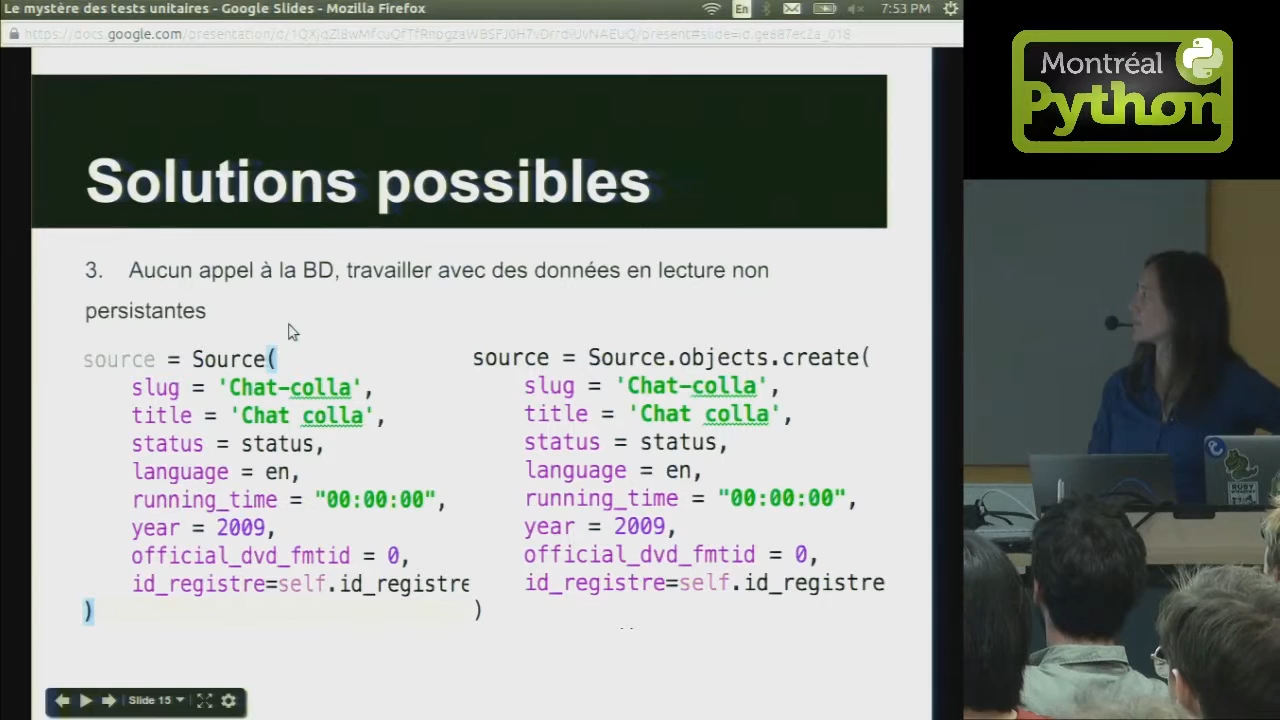 Le mystère des tests unitaires - Google Slides - Mozilla Firefox
En
7:53 PM
Montréal
Python
Solutions possibles
3. Aucun appel à la BD, travailler avec des données en lecture non
persistantes
source = Source(
slug = 'Chat-colla',
title = 'Chat colla',
status = status,
language = en,
running_time = "00:00:00",
year = 2009,
official_dvd_fmtid = 0,
id_registre=self.id_registre
)
source = Source.objects.create(
slug = 'Chat-colla',
title = 'Chat colla',
status = status,
language = en,
running_time = "00:00:00",
year = 2009,
official_dvd_fmtid = 0,
id_registre=self.id_registre
)
Slide 15
RUBY